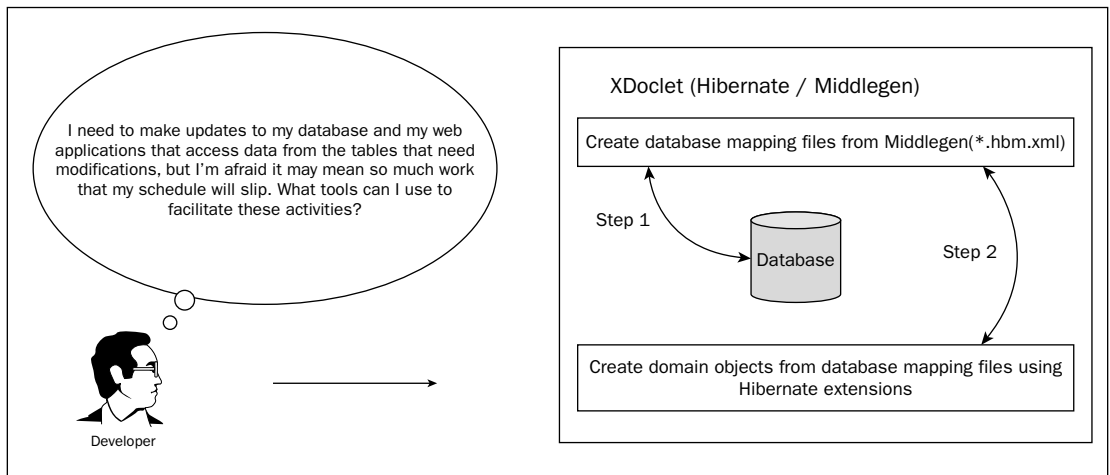 I need to make updates to my database and my web
applications that access data from the tables that need
modifications, but I'm afraid it may mean so much work
that my schedule will slip. What tools can I use to
facilitate these activities?
Developer
XDoclet (Hibernate / Middlegen)
Create database mapping files from Middlegen(*.hbm.xml)
Step 1
Database
Step 2
Create domain objects from database mapping files using
Hibernate extensions